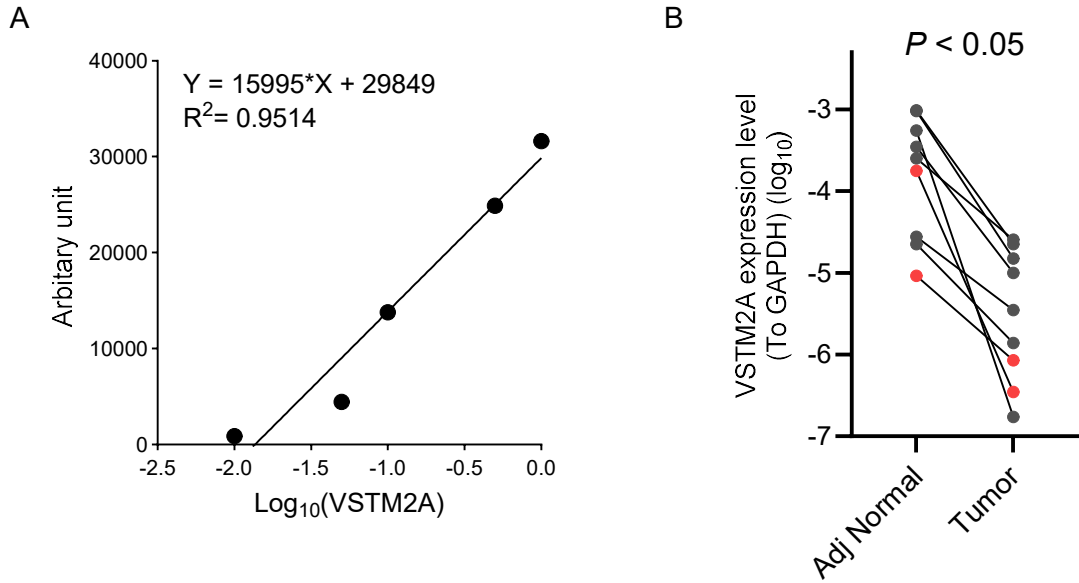 A
Y = 15995*X + 29849
R²= 0.9514
40000
30000
20000
10000
0
Arbitary unit
-2.5 -2.0 -1.5 -1.0 -0.5 0.0
Log₁₀(VSTM2A)
B
P < 0.05
VSTM2A expression level
(To GAPDH) (log₁₀)
-3
-4
-5
-6
-7
Adj Normal
Tumor